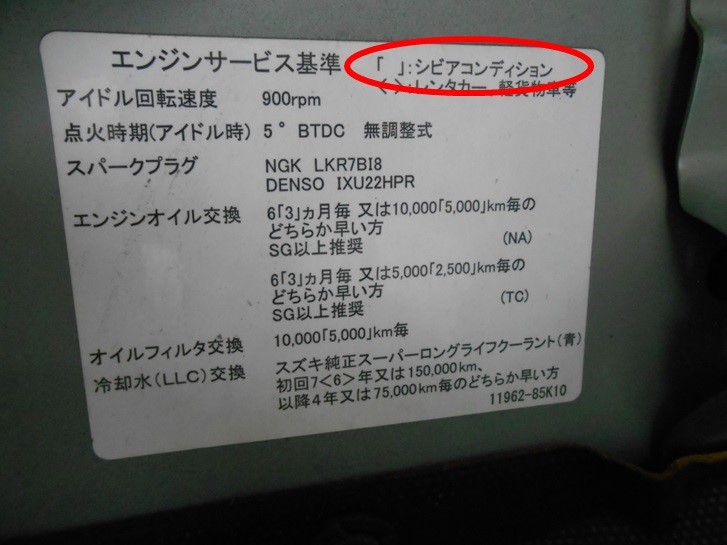 エンジンサービス基準 「 」:シビアコンディション
〈 〉:レンタカー 軽貨物車等
アイドル回転速度 900rpm
点火時期(アイドル時) 5° BTDC 無調整式
スパークプラグ NGK LKR7BI8
DENSO IXU22HPR
エンジンオイル交換 6「3」ヵ月毎 又は10,000「5,000」km毎の
どちらか早い方
SG以上推奨 (NA)
6「3」ヵ月毎 又は5,000「2,500」km毎の
どちらか早い方
SG以上推奨 (TC)
オイルフィルタ交換 10,000「5,000」km毎
冷却水(LLC)交換 スズキ純正スーパーロングライフクーラント(青)
初回7〈6〉年又は150,000km、
以降4年又は75,000km毎のどちらか早い方
11962-85K10